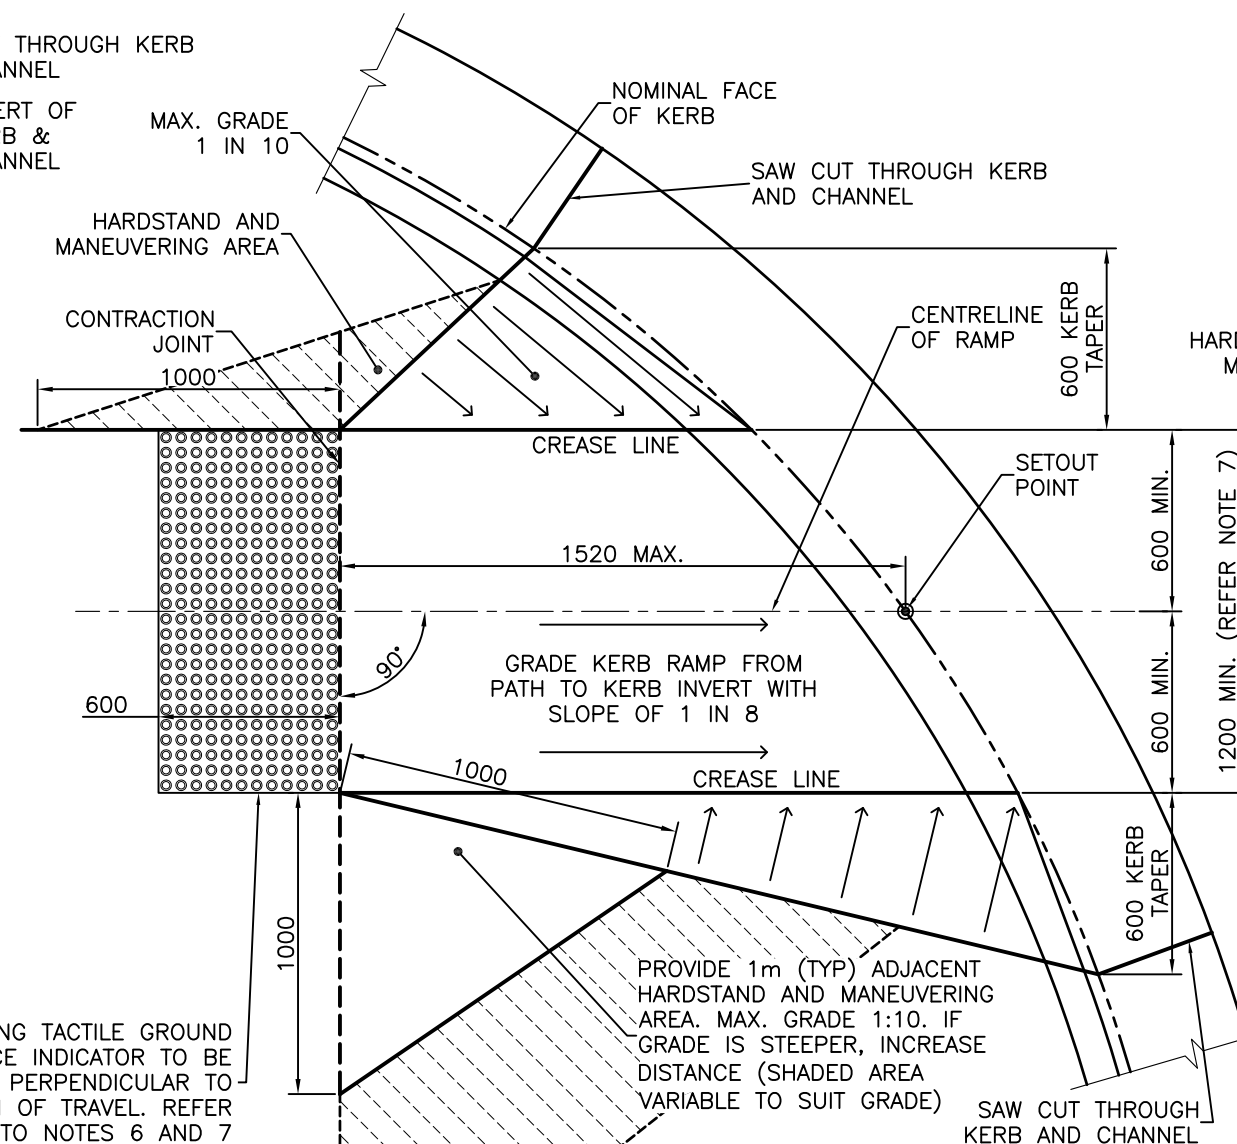 THROUGH KERB
ANNEL
ERT OF
RB &
ANNEL
MAX. GRADE
1 IN 10
NOMINAL FACE
OF KERB
SAW CUT THROUGH KERB
AND CHANNEL
HARDSTAND AND
MANEUVERING AREA
CONTRACTION
JOINT
1000
CENTRELINE
OF RAMP
600 KERB
TAPER
HARD
M
CREASE LINE
SETOUT
POINT
1520 MAX.
600 MIN.
1200 MIN. (REFER NOTE 7)
90°
GRADE KERB RAMP FROM
PATH TO KERB INVERT WITH
SLOPE OF 1 IN 8
600
600 MIN.
1000
CREASE LINE
600 KERB
TAPER
1000
PROVIDE 1m (TYP) ADJACENT
HARDSTAND AND MANEUVERING
AREA. MAX. GRADE 1:10. IF
GRADE IS STEEPER, INCREASE
DISTANCE (SHADED AREA
VARIABLE TO SUIT GRADE)
NG TACTILE GROUND
CE INDICATOR TO BE
PERPENDICULAR TO
OF TRAVEL. REFER
TO NOTES 6 AND 7
SAW CUT THROUGH
KERB AND CHANNEL